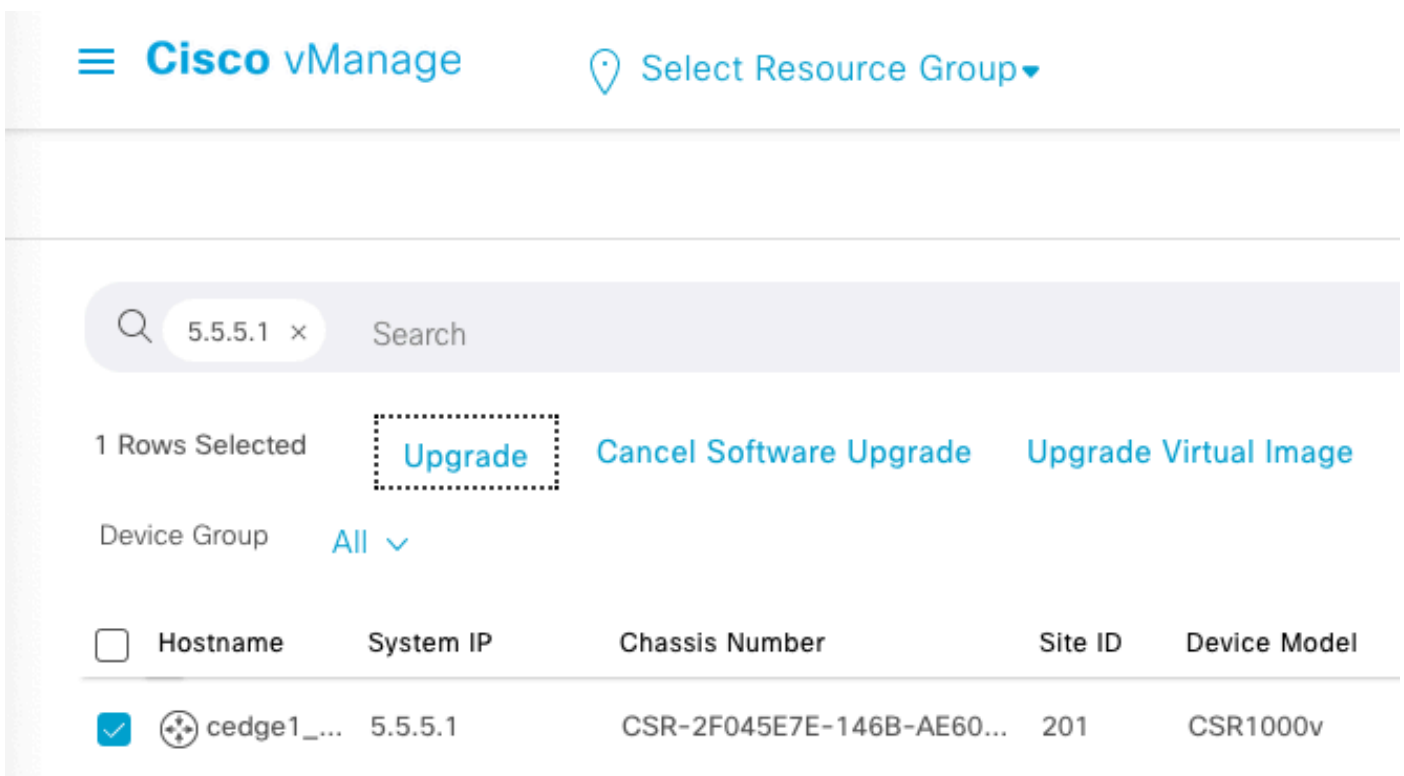 Cisco vManage Select Resource Group
5.5.5.1 × Search
1 Rows Selected Upgrade Cancel Software Upgrade Upgrade Virtual Image
Device Group All
Hostname System IP Chassis Number Site ID Device Model
cedge1_... 5.5.5.1 CSR-2F045E7E-146B-AE60... 201 CSR1000v